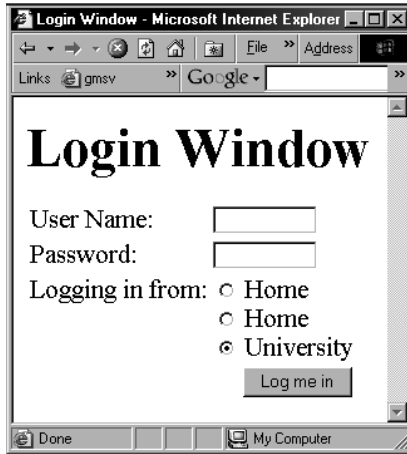 Login Window - Microsoft Internet Explorer
File » Address
Links gmsv » Google »
Login Window
User Name:
Password:
Logging in from: Home
Home
University
Log me in
Done My Computer